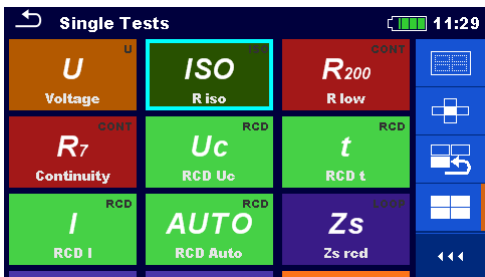 Single Tests 11:29
U ISO CONT
U ISO R200
Voltage R iso R low
CONT RCD RCD
R7 Uc t
Continuity RCD Uc RCD t
RCD RCD LOOP
I AUTO Zs
RCD I RCD Auto Zs rcd